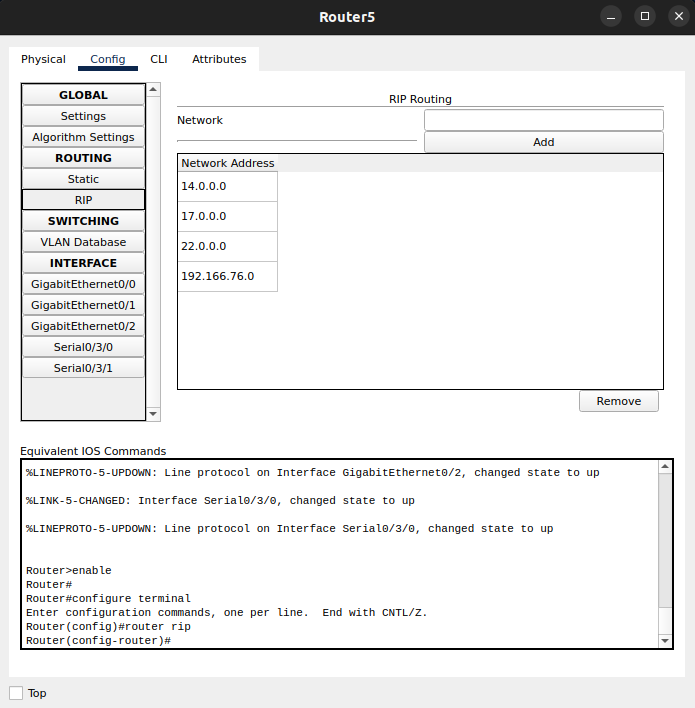 Router5
Physical Config CLI Attributes
GLOBAL
Settings
Algorithm Settings
ROUTING
Static
RIP
SWITCHING
VLAN Database
INTERFACE
GigabitEthernet0/0
GigabitEthernet0/1
GigabitEthernet0/2
Serial0/3/0
Serial0/3/1
RIP Routing
Network
Add
Network Address
14.0.0.0
17.0.0.0
22.0.0.0
192.166.76.0
Remove
Equivalent IOS Commands
%LINEPROTO-5-UPDOWN: Line protocol on Interface GigabitEthernet0/2, changed state to up
%LINK-5-CHANGED: Interface Serial0/3/0, changed state to up
%LINEPROTO-5-UPDOWN: Line protocol on Interface Serial0/3/0, changed state to up
Router>enable
Router#
Router#configure terminal
Enter configuration commands, one per line.  End with CNTL/Z.
Router(config)#router rip
Router(config-router)#
Top